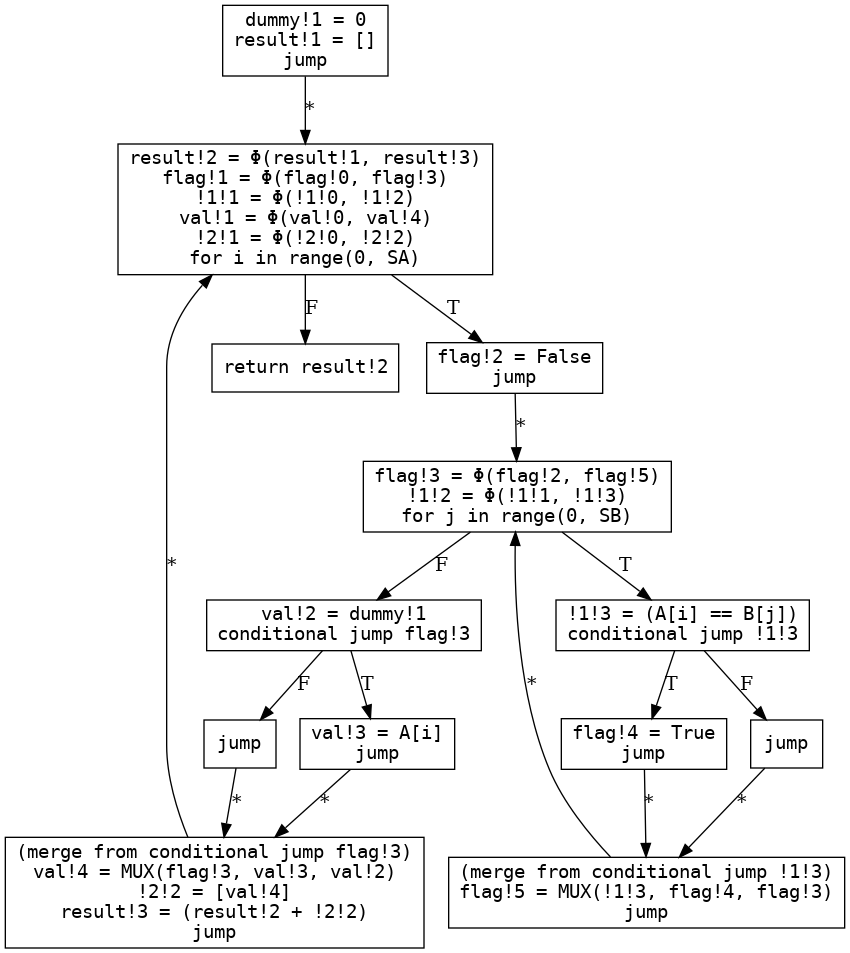 dummy!1 = 0
result!1 = []
jump
*
result!2 = Φ(result!1, result!3)
flag!1 = Φ(flag!0, flag!3)
!1!1 = Φ(!1!0, !1!2)
val!1 = Φ(val!0, val!4)
!2!1 = Φ(!2!0, !2!2)
for i in range(0, SA)
F
T
return result!2
flag!2 = False
jump
*
flag!3 = Φ(flag!2, flag!5)
!1!2 = Φ(!1!1, !1!3)
for j in range(0, SB)
*
F
T
val!2 = dummy!1
conditional jump flag!3
!1!3 = (A[i] == B[j])
conditional jump !1!3
F
T
*
T
F
jump
val!3 = A[i]
jump
flag!4 = True
jump
jump
*
*
*
*
(merge from conditional jump flag!3)
val!4 = MUX(flag!3, val!3, val!2)
!2!2 = [val!4]
result!3 = (result!2 + !2!2)
jump
(merge from conditional jump !1!3)
flag!5 = MUX(!1!3, flag!4, flag!3)
jump